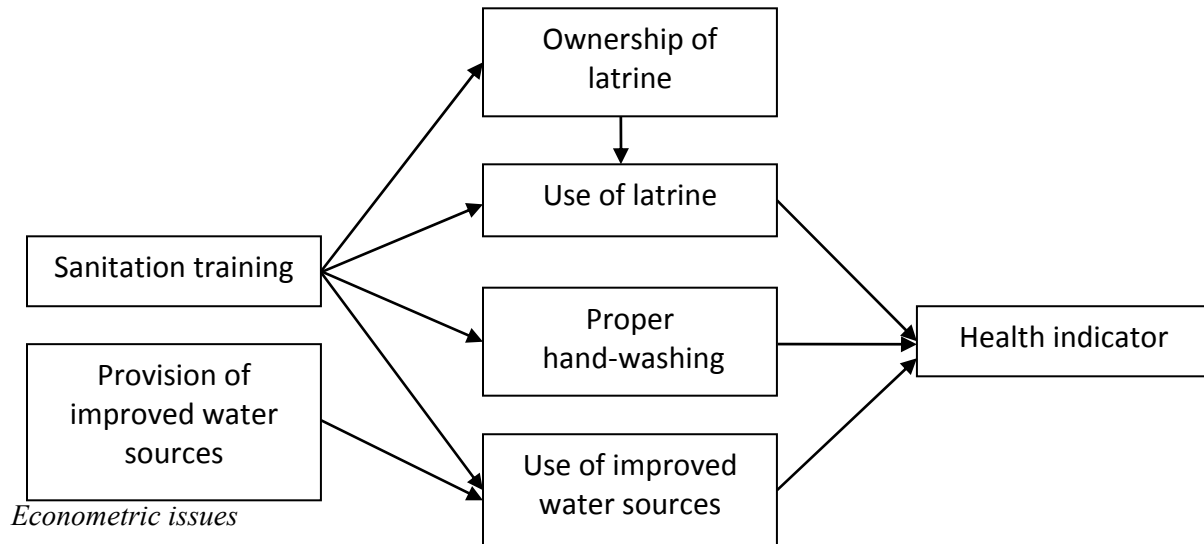 Ownership of
latrine
Use of latrine
Sanitation training
Proper
hand-washing
Health indicator
Provision of
improved water
sources
Use of improved
water sources
Econometric issues